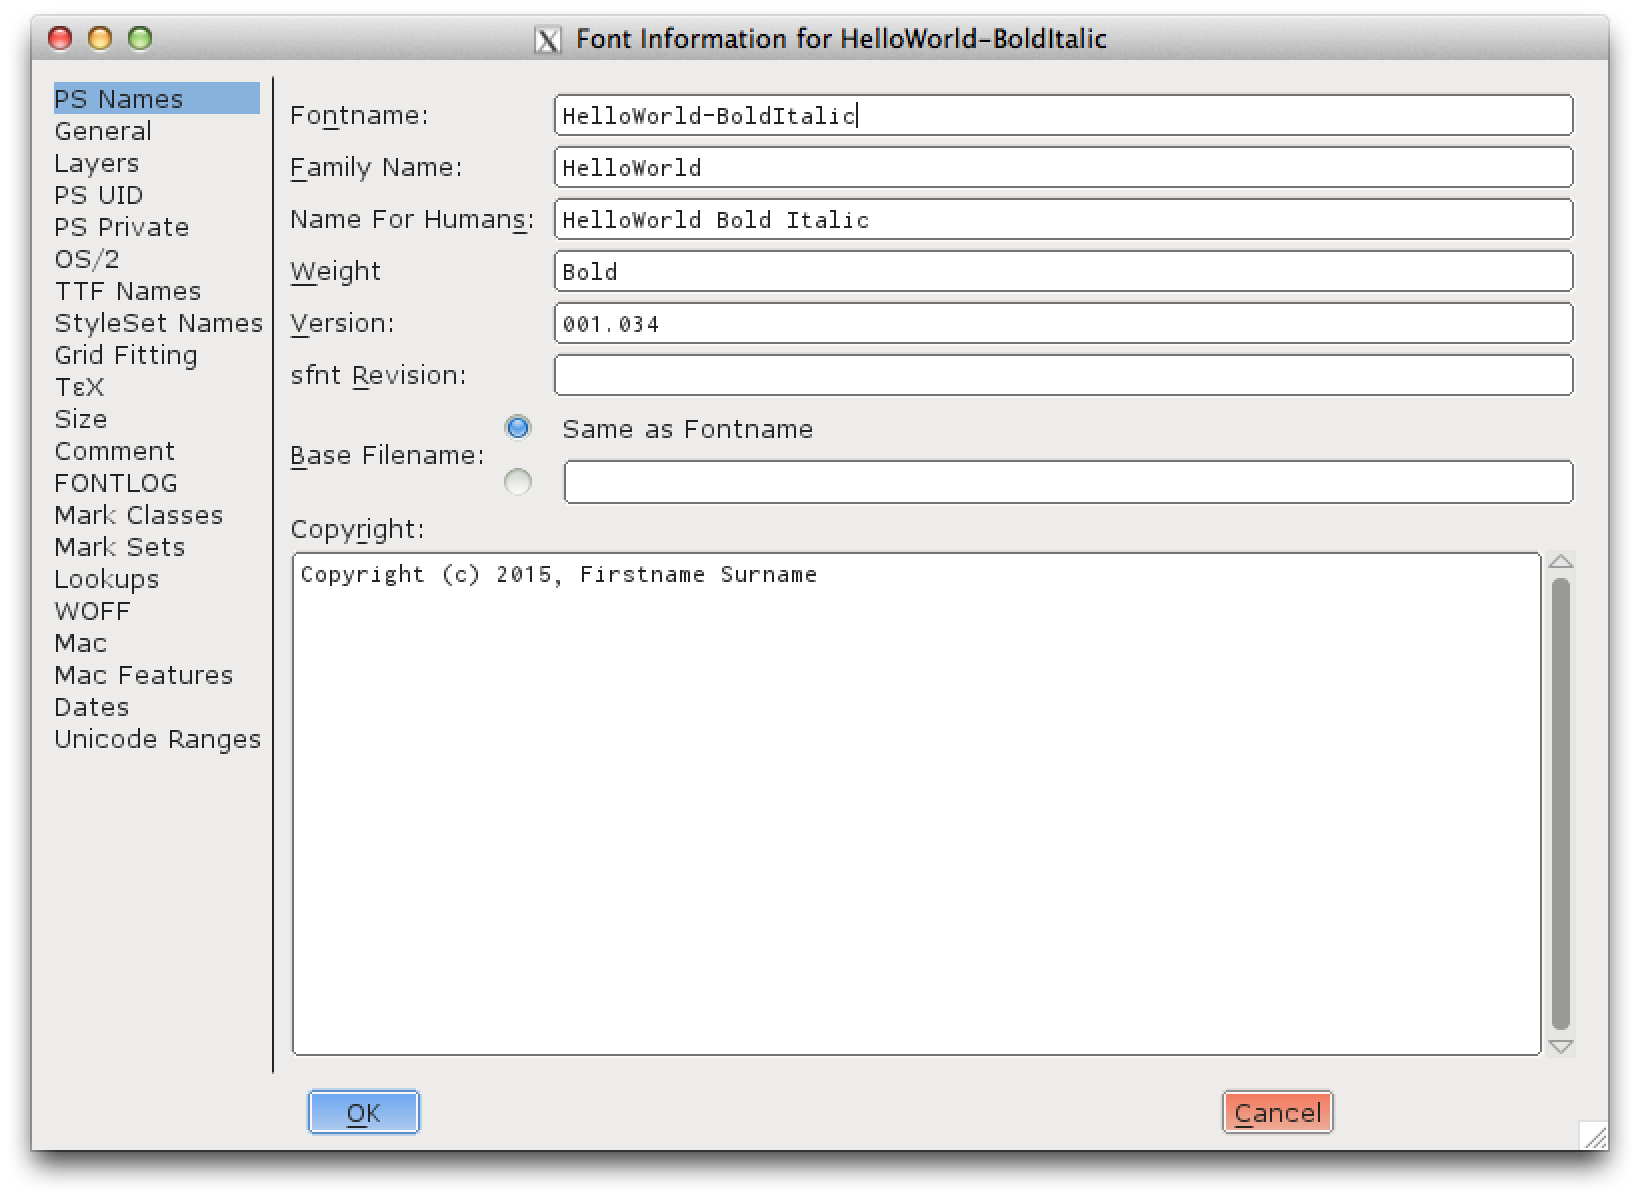 Font Information for HelloWorld-BoldItalic
PS Names
General
Layers
PS UID
PS Private
OS/2
TTF Names
StyleSet Names
Grid Fitting
TεX
Size
Comment
FONTLOG
Mark Classes
Mark Sets
Lookups
WOFF
Mac
Mac Features
Dates
Unicode Ranges
Fontname: HelloWorld-BoldItalic
Family Name: HelloWorld
Name For Humans: HelloWorld Bold Italic
Weight Bold
Version: 001.034
sfnt Revision:
Same as Fontname
Base Filename:
Copyright:
Copyright (c) 2015, Firstname Surname
OK Cancel